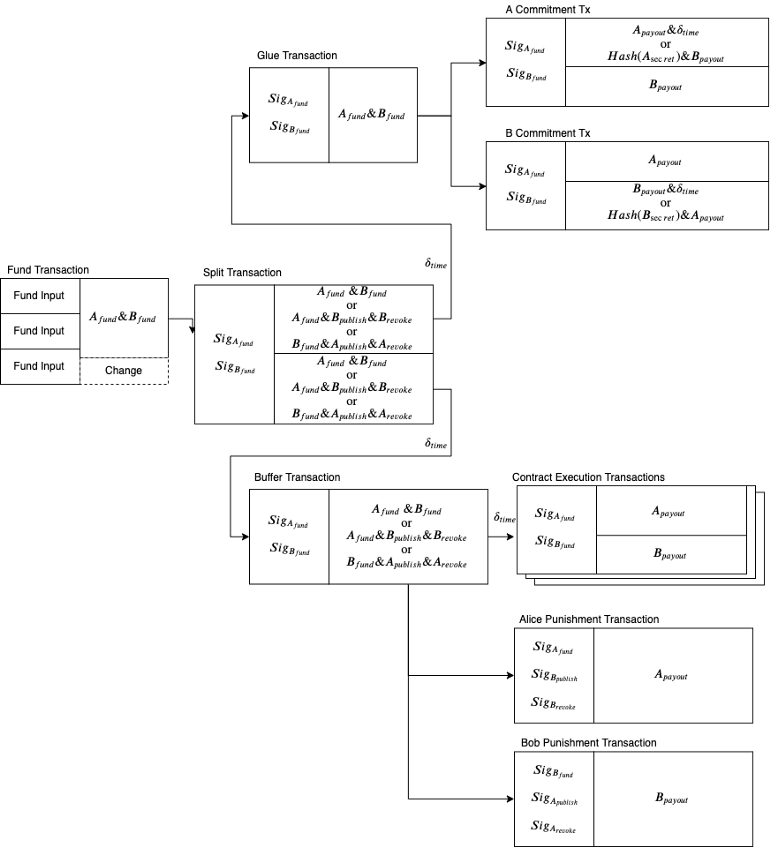 A Commitment Tx
Sig_{A_{fund}}
Sig_{B_{fund}}
A_{payout}&δ_{time}
or
Hash(A_{secret})&B_{payout}
B_{payout}
Glue Transaction
Sig_{A_{fund}}
Sig_{B_{fund}}
A_{fund}&B_{fund}
B Commitment Tx
Sig_{A_{fund}}
Sig_{B_{fund}}
A_{payout}
B_{payout}&δ_{time}
or
Hash(B_{secret})&A_{payout}
δ_{time}
Fund Transaction
Fund Input
Fund Input
Fund Input
A_{fund}&B_{fund}
Change
Split Transaction
Sig_{A_{fund}}
Sig_{B_{fund}}
A_{fund} &B_{fund}
or
A_{fund}&B_{publish}&B_{revoke}
or
B_{fund}&A_{publish}&A_{revoke}
A_{fund} &B_{fund}
or
A_{fund}&B_{publish}&B_{revoke}
or
B_{fund}&A_{publish}&A_{revoke}
δ_{time}
Buffer Transaction
Sig_{A_{fund}}
Sig_{B_{fund}}
A_{fund} &B_{fund}
or
A_{fund}&B_{publish}&B_{revoke}
or
B_{fund}&A_{publish}&A_{revoke}
δ_{time}
Contract Execution Transactions
Sig_{A_{fund}}
Sig_{B_{fund}}
A_{payout}
B_{payout}
Alice Punishment Transaction
Sig_{A_{fund}}
Sig_{B_{publish}}
Sig_{B_{revoke}}
A_{payout}
Bob Punishment Transaction
Sig_{B_{fund}}
Sig_{A_{publish}}
Sig_{A_{revoke}}
B_{payout}